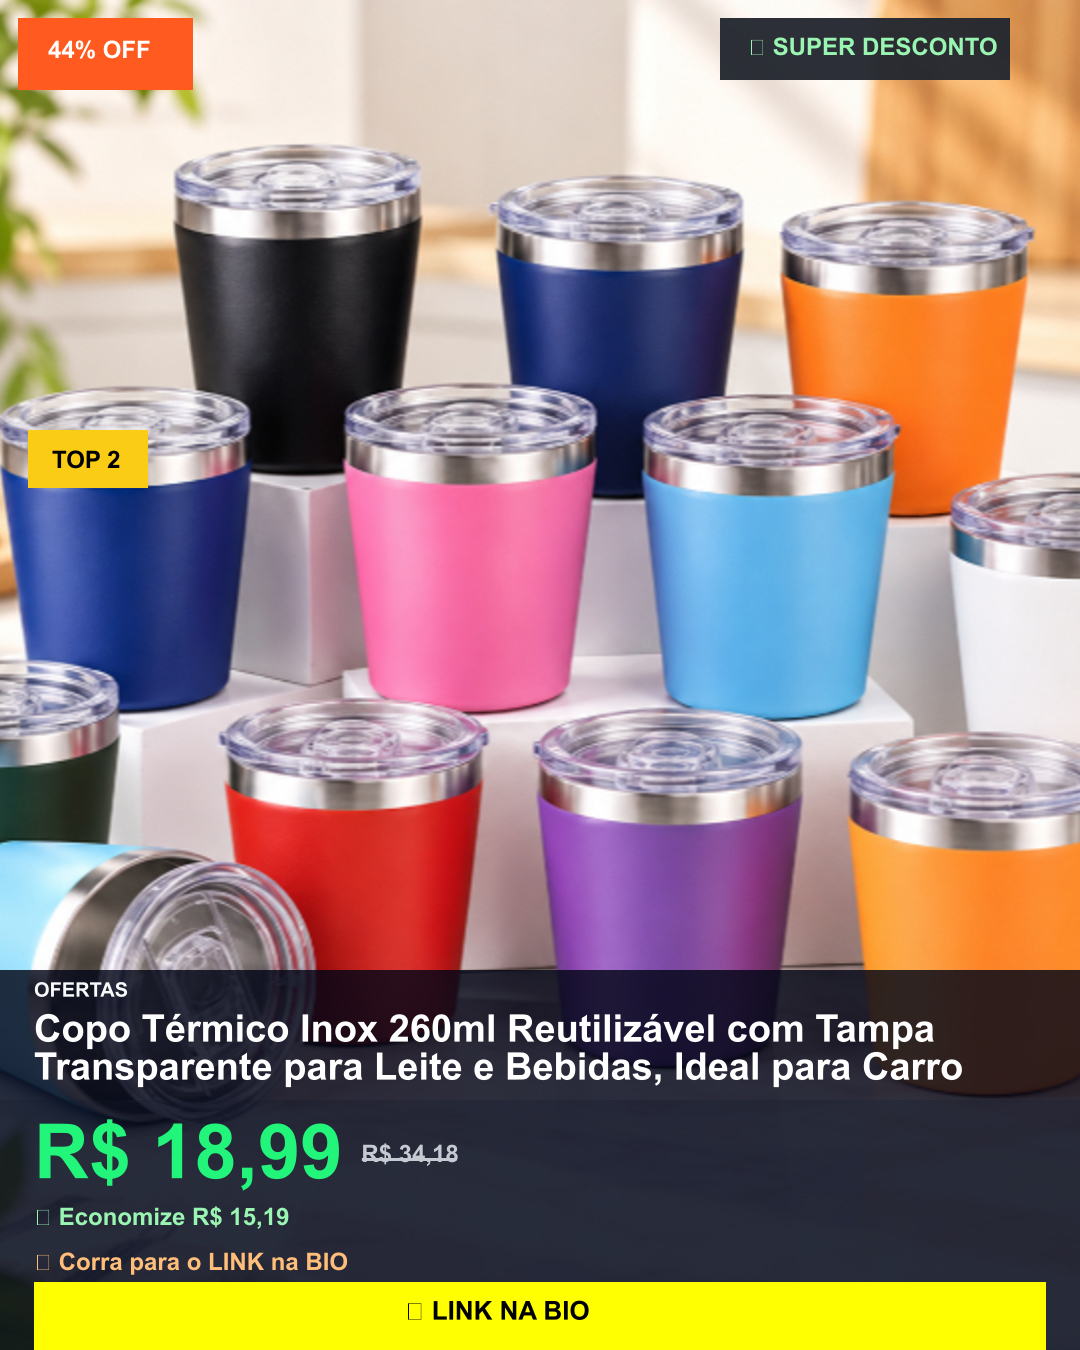 44% OFF
SUPER DESCONTO
TOP 2
OFERTAS
Copo Térmico Inox 260ml Reutilizável com Tampa
Transparente para Leite e Bebidas, Ideal para Carro
R$ 18,99 R$ 34,18
Economize R$ 15,19
Corra para o LINK na BIO
LINK NA BIO